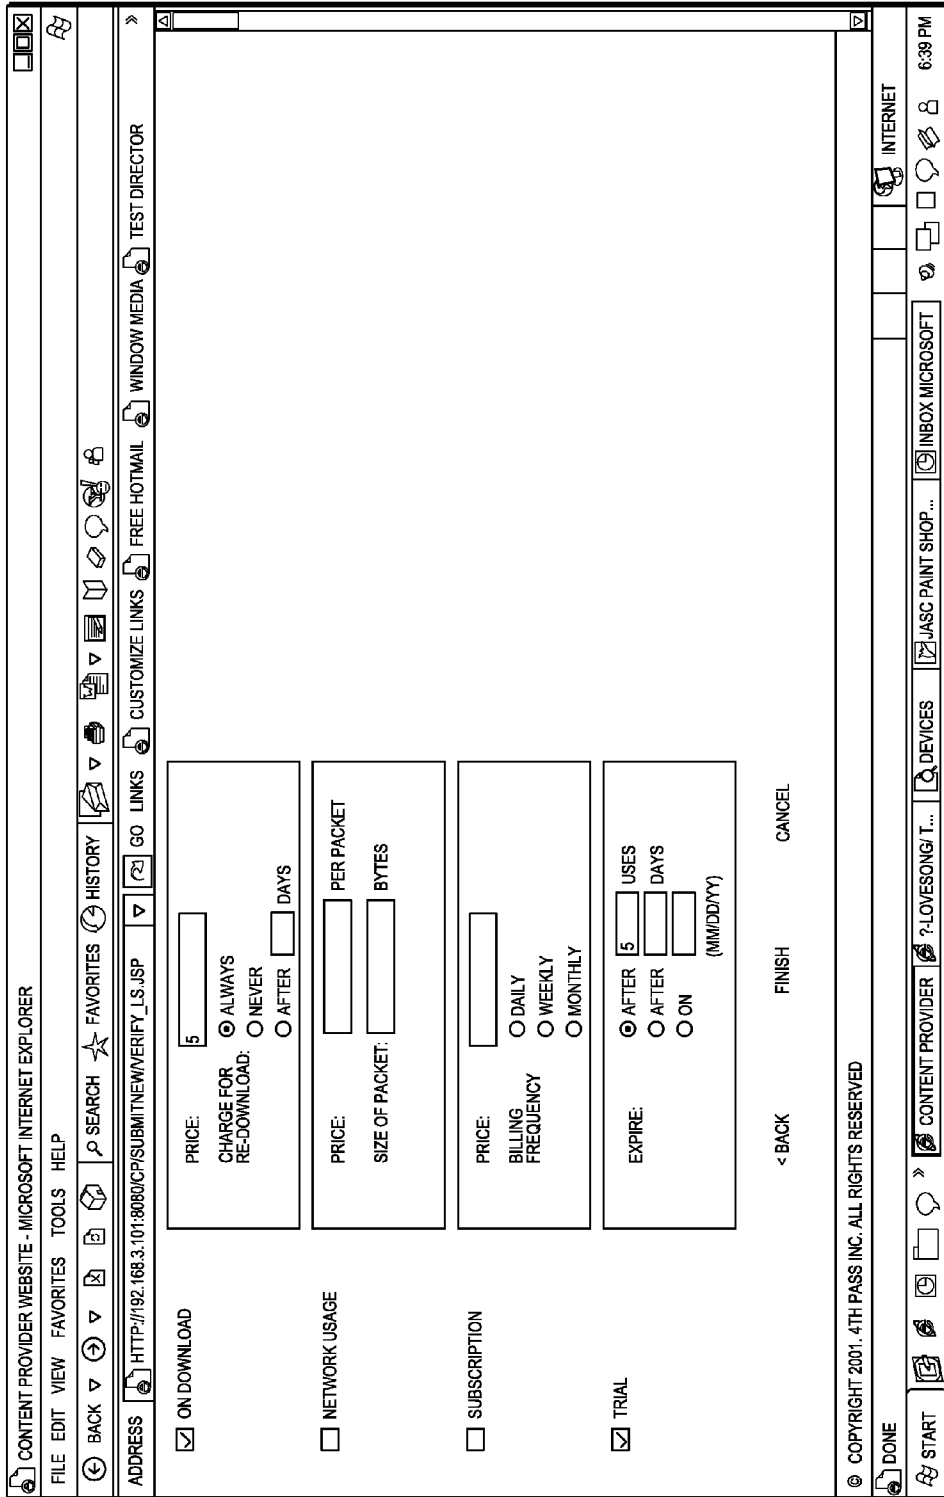 CONTENT PROVIDER WEBSITE - MICROSOFT INTERNET EXPLORER
FILE EDIT VIEW FAVORITES TOOLS HELP
BACK SEARCH FAVORITES HISTORY
ADDRESS HTTP://192.168.3.101:8080/CP/SUBMITNEW/VERIFY_LS.JSP GO LINKS CUSTOMIZE LINKS FREE HOTMAIL WINDOW MEDIA TEST DIRECTOR »
ON DOWNLOAD
PRICE: 5
CHARGE FOR RE-DOWNLOAD:
ALWAYS
NEVER
AFTER DAYS
NETWORK USAGE
PRICE: PER PACKET
SIZE OF PACKET: BYTES
SUBSCRIPTION
PRICE:
BILLING FREQUENCY
DAILY
WEEKLY
MONTHLY
TRIAL
EXPIRE:
AFTER 5 USES
AFTER DAYS
ON
(MM/DD/YY)
< BACK FINISH CANCEL
© COPYRIGHT 2001. 4TH PASS INC. ALL RIGHTS RESERVED
DONE INTERNET
START » CONTENT PROVIDER ?-LOVESONG/ T... DEVICES JASC PAINT SHOP... INBOX MICROSOFT 6:39 PM